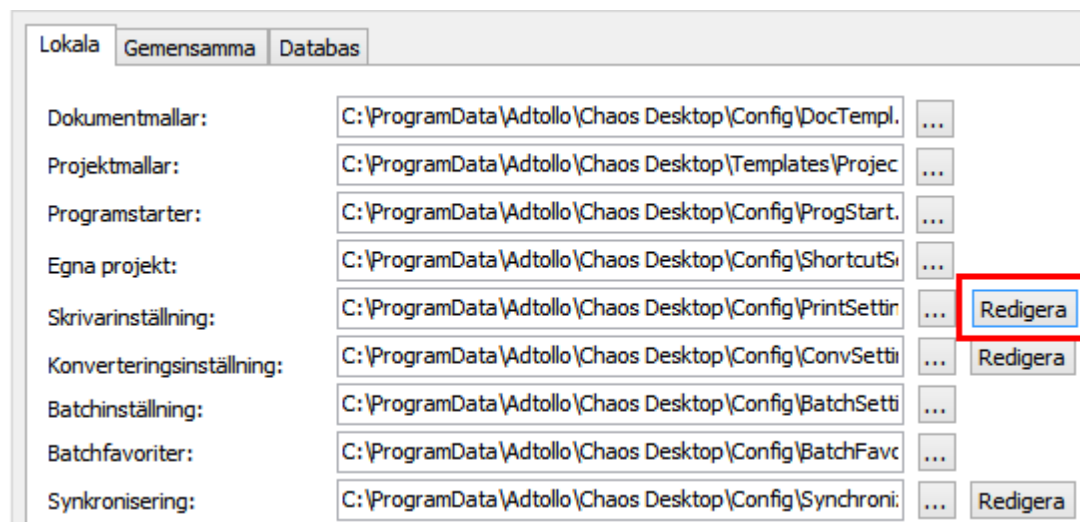 Lokala Gemensamma Databas
Dokumentmallar: C:\ProgramData\Adtollo\Chaos Desktop\Config\DocTempl. ...
Projektmallar: C:\ProgramData\Adtollo\Chaos Desktop\Templates\Projec ...
Programstarter: C:\ProgramData\Adtollo\Chaos Desktop\Config\ProgStart. ...
Egna projekt: C:\ProgramData\Adtollo\Chaos Desktop\Config\ShortcutSe ...
Skrivarinställning: C:\ProgramData\Adtollo\Chaos Desktop\Config\PrintSettin ... Redigera
Konverteringsinställning: C:\ProgramData\Adtollo\Chaos Desktop\Config\ConvSettin ... Redigera
Batchinställning: C:\ProgramData\Adtollo\Chaos Desktop\Config\BatchSetti ...
Batchfavoriter: C:\ProgramData\Adtollo\Chaos Desktop\Config\BatchFavo ...
Synkronisering: C:\ProgramData\Adtollo\Chaos Desktop\Config\Synchroni: ... Redigera